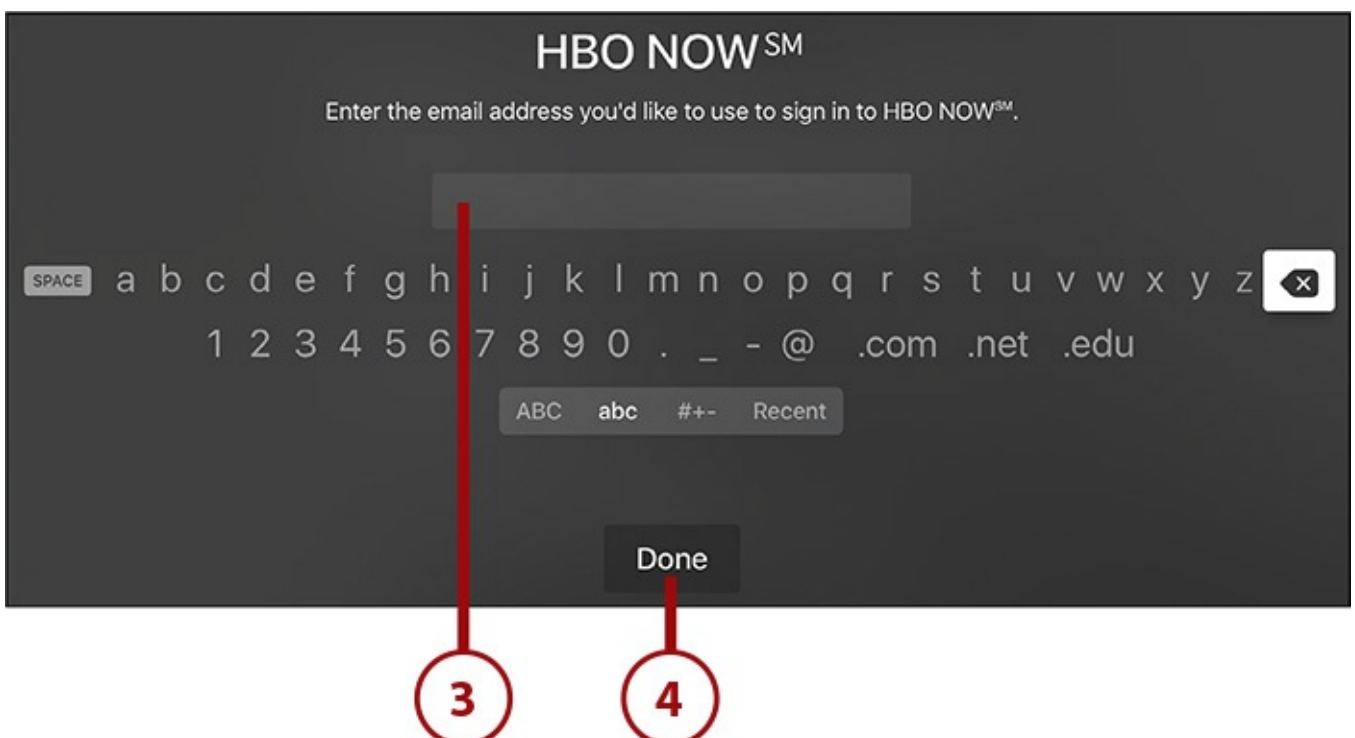 HBO NOW℠
Enter the email address you'd like to use to sign in to HBO NOW℠.
SPACE a b c d e f g h i j k l m n o p q r s t u v w x y z
1 2 3 4 5 6 7 8 9 0 . _ - @ .com .net .edu
ABC abc #+- Recent
Done
3 4